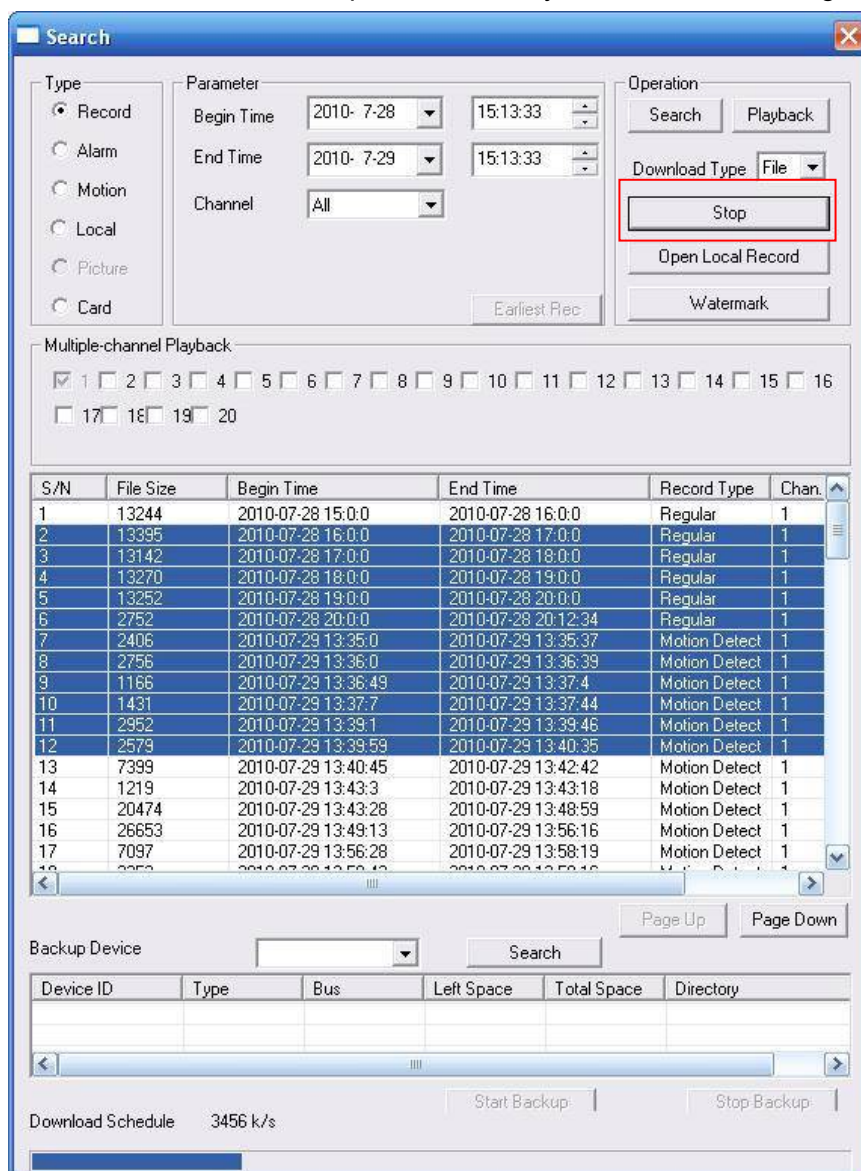 Search
Type
Record
Alarm
Motion
Local
Picture
Card
Parameter
Begin Time 2010- 7-28 15:13:33
End Time 2010- 7-29 15:13:33
Channel All
Earliest Rec
Operation
Search Playback
Download Type File
Stop
Open Local Record
Watermark
Multiple-channel Playback
1 2 3 4 5 6 7 8 9 10 11 12 13 14 15 16
17 18 19 20
S/N File Size Begin Time End Time Record Type Chan.
1 13244 2010-07-28 15:0:0 2010-07-28 16:0:0 Regular 1
2 13395 2010-07-28 16:0:0 2010-07-28 17:0:0 Regular 1
3 13142 2010-07-28 17:0:0 2010-07-28 18:0:0 Regular 1
4 13270 2010-07-28 18:0:0 2010-07-28 19:0:0 Regular 1
5 13252 2010-07-28 19:0:0 2010-07-28 20:0:0 Regular 1
6 2752 2010-07-28 20:0:0 2010-07-28 20:12:34 Regular 1
7 2406 2010-07-29 13:35:0 2010-07-29 13:35:37 Motion Detect 1
8 2756 2010-07-29 13:36:0 2010-07-29 13:36:39 Motion Detect 1
9 1166 2010-07-29 13:36:49 2010-07-29 13:37:4 Motion Detect 1
10 1431 2010-07-29 13:37:7 2010-07-29 13:37:44 Motion Detect 1
11 2952 2010-07-29 13:39:1 2010-07-29 13:39:46 Motion Detect 1
12 2579 2010-07-29 13:39:59 2010-07-29 13:40:35 Motion Detect 1
13 7399 2010-07-29 13:40:45 2010-07-29 13:42:42 Motion Detect 1
14 1219 2010-07-29 13:43:3 2010-07-29 13:43:18 Motion Detect 1
15 20474 2010-07-29 13:43:28 2010-07-29 13:48:59 Motion Detect 1
16 26653 2010-07-29 13:49:13 2010-07-29 13:56:16 Motion Detect 1
17 7097 2010-07-29 13:56:28 2010-07-29 13:58:19 Motion Detect 1
Page Up Page Down
Backup Device Search
Device ID Type Bus Left Space Total Space Directory
Start Backup Stop Backup
Download Schedule 3456 k/s